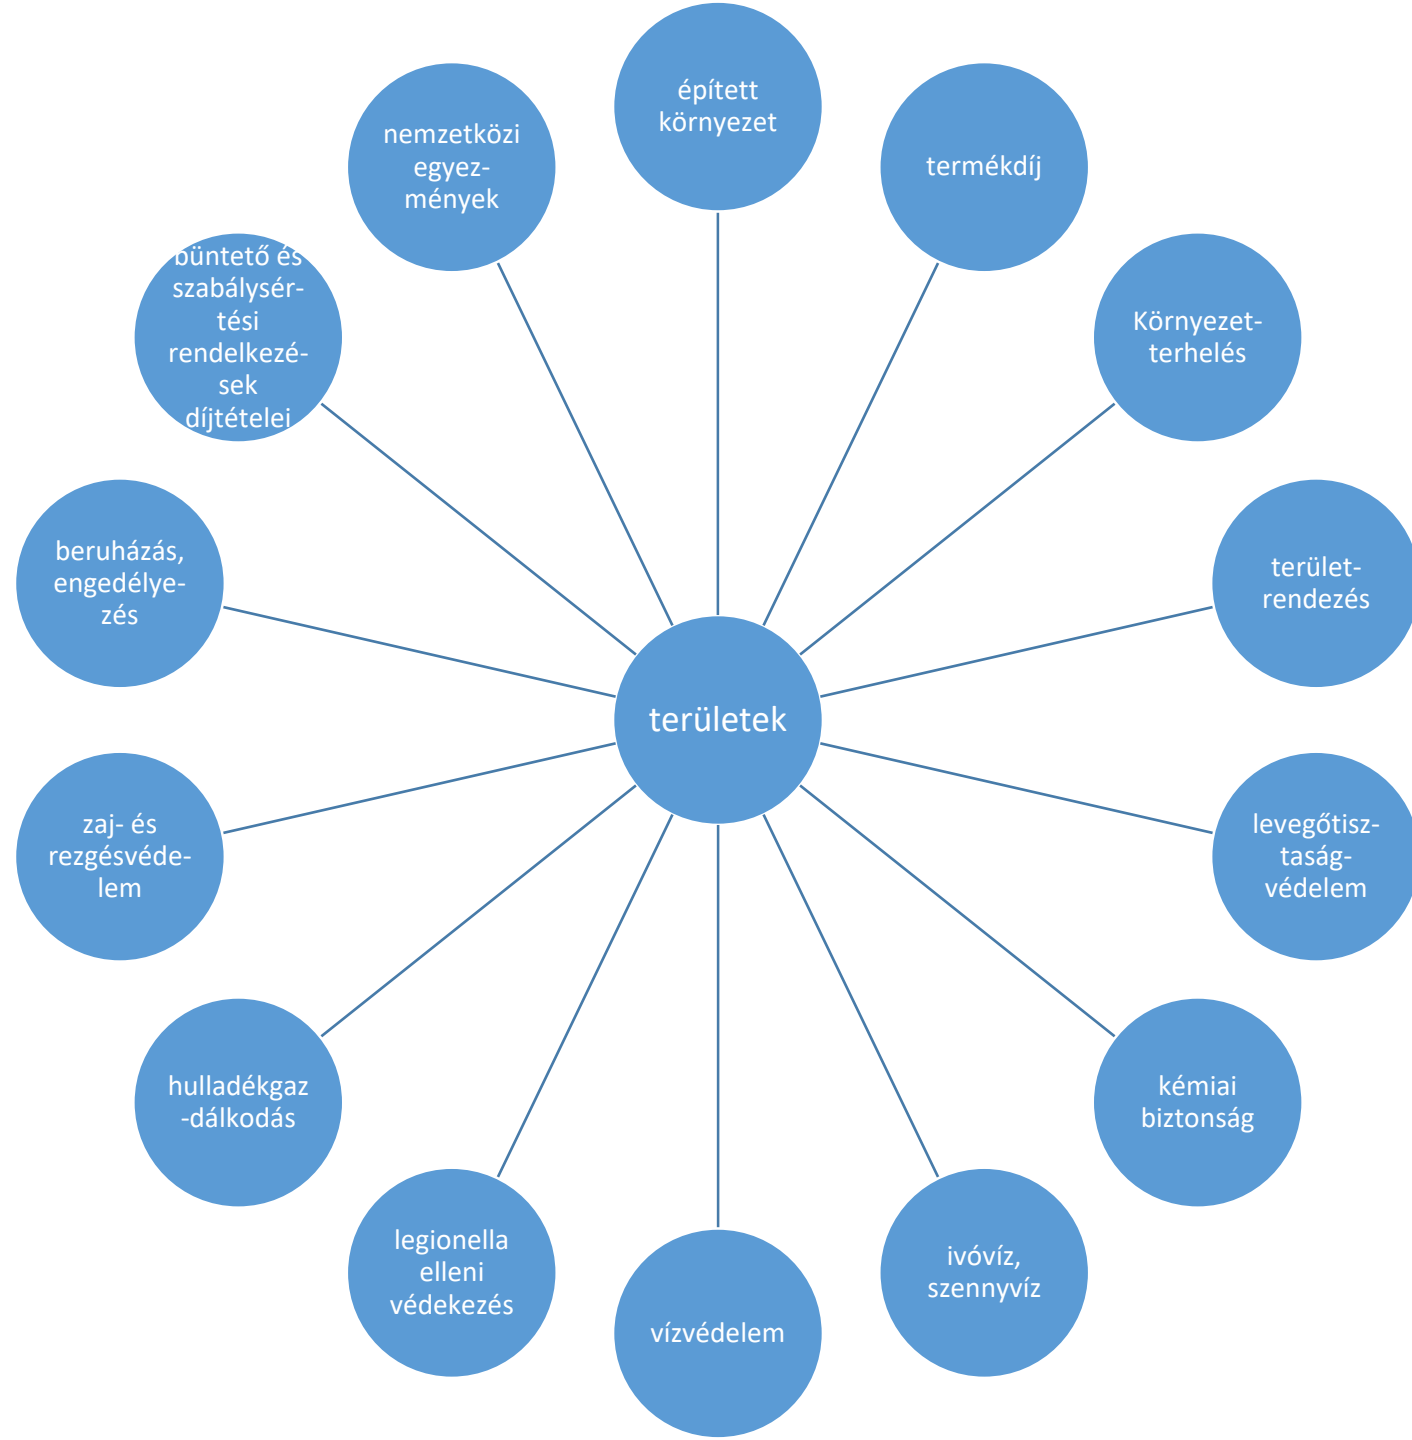 épített
környezet
termékdíj
Környezet-
terhelés
terület-
rendezés
levegőtisz-
taság-
védelem
kémiai
biztonság
ivóvíz,
szennyvíz
vízvédelem
legionella
elleni
védekezés
hulladékgaz
-dálkodás
zaj- és
rezgésvéde-
lem
beruházás,
engedélye-
zés
büntető és
szabálysér-
tési
rendelkezé-
sek
díjtételei
nemzetközi
egyez-
mények
területek